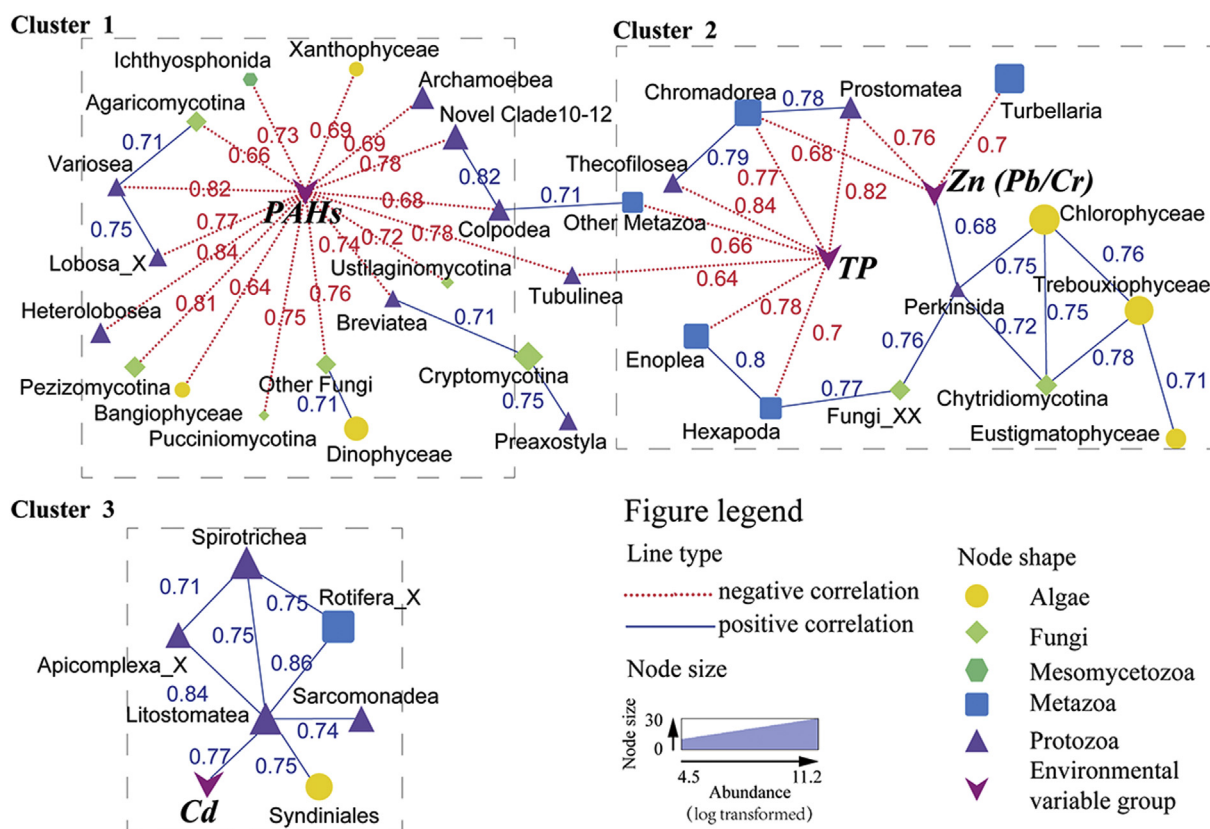 Cluster 1
Xanthophyceae
Ichthyosphonida
Archamoebea
Agaricomycotina
Novel Clade10-12
0.71
0.73
0.69
0.69
0.66
0.78
Variosea
0.82
0.82
PAHs
0.68
0.71
0.75
0.77
Colpodea
0.74
0.72
0.78
Lobosa_X
0.84
Ustilaginomycotina
Tubulinea
0.81
0.64
0.76
Heterolobosea
0.75
Breviatea
0.71
Pezizomycotina
Other Fungi
Cryptomycotina
Bangiophyceae
0.71
0.75
Pucciniomycotina
Dinophyceae
Preaxostyla
Cluster 2
Chromadorea
0.78
Prostomatea
Turbellaria
0.76
0.68
0.7
Thecofilosea
0.79
0.77
0.82
Zn (Pb/Cr)
0.84
Other Metazoa
Chlorophyceae
0.66
0.68
0.64
TP
0.75
0.76
Trebouxiophyceae
0.78
Perkinsida
0.75
0.7
0.72
0.76
Enoplea
0.8
0.78
0.77
0.71
Chytridiomycotina
Hexapoda
Fungi_XX
Eustigmatophyceae
Cluster 3
Spirotrichea
0.71
0.75
Rotifera_X
0.75
Apicomplexa_X
0.86
0.84
Sarcomonadea
Litostomatea
0.74
0.77
0.75
Cd
Syndiniales
Figure legend
Line type
negative correlation
positive correlation
Node size
Node size
30
0
4.5
11.2
Abundance
(log transformed)
Node shape
Algae
Fungi
Mesomycetozoa
Metazoa
Protozoa
Environmental
variable group